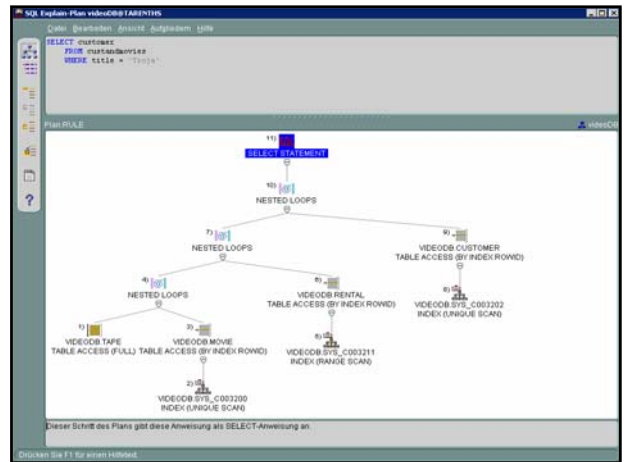 SQL Explain-Plan videoDB@TARENTHS
Datei Bearbeiten Ansicht Aufgliedern Hilfe
SELECT customer
FROM custandmovies
WHERE title = 'Troja'
Plan:RULE
videoDB
11)
SELECT STATEMENT
10)
NESTED LOOPS
7)
NESTED LOOPS
9)
VIDEODB.CUSTOMER
TABLE ACCESS (BY INDEX ROWID)
4)
NESTED LOOPS
6)
VIDEODB.RENTAL
TABLE ACCESS (BY INDEX ROWID)
8)
VIDEODB.SYS_C003202
INDEX (UNIQUE SCAN)
1)
VIDEODB.TAPE
TABLE ACCESS (FULL)
3)
VIDEODB.MOVIE
TABLE ACCESS (BY INDEX ROWID)
5)
VIDEODB.SYS_C003211
INDEX (RANGE SCAN)
2)
VIDEODB.SYS_C003200
INDEX (UNIQUE SCAN)
Dieser Schritt des Plans gibt diese Anweisung als SELECT-Anweisung an.
Drücken Sie F1 für einen Hilfetext.